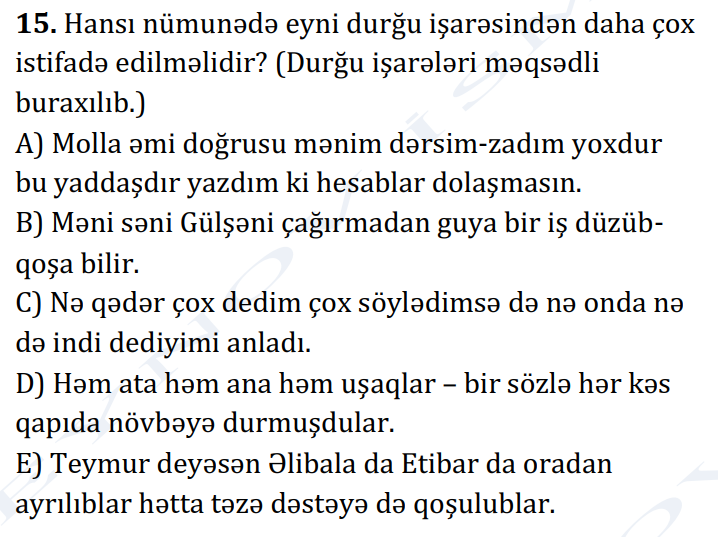 15. Hansı nümunədə eyni durğu işarəsindən daha çox
istifadə edilməlidir? (Durğu işarələri məqsədli
buraxılıb.)
A) Molla əmi doğrusu mənim dərsim-zadım yoxdur
bu yaddaşdır yazdım ki hesablar dolaşmasın.
B) Məni səni Gülşəni çağırmadan guya bir iş düzüb-
qoşa bilir.
C) Nə qədər çox dedim çox söylədimsə də nə onda nə
də indi dediyimi anladı.
D) Həm ata həm ana həm uşaqlar – bir sözlə hər kəs
qapıda növbəyə durmuşdular.
E) Teymur deyəsən Əlibala da Etibar da oradan
ayrılıblar hətta təzə dəstəyə də qoşulublar.